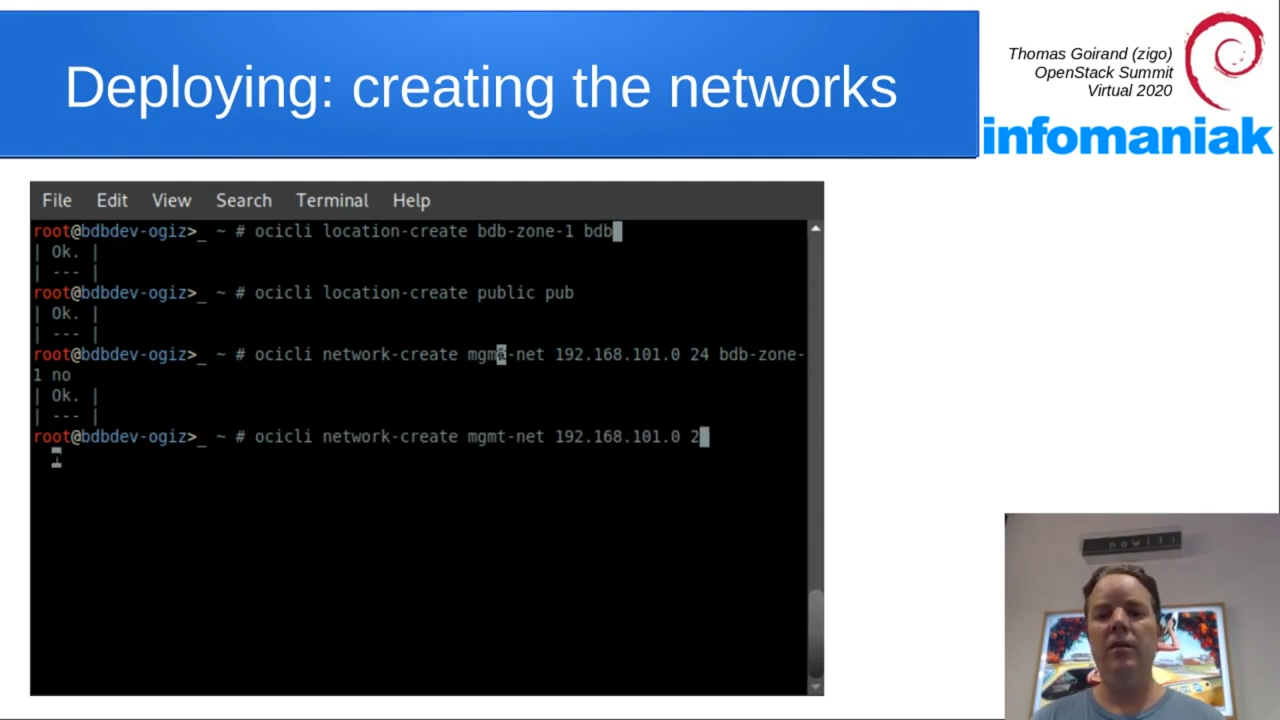 Deploying: creating the networks
Thomas Goirand (zigo)
OpenStack Summit
Virtual 2020
infomaniak
File Edit View Search Terminal Help
root@bdbdev-ogiz>_ ~ # ocicli location-create bdb-zone-1 bdb
| Ok. |
| --- |
root@bdbdev-ogiz>_ ~ # ocicli location-create public pub
| Ok. |
| --- |
root@bdbdev-ogiz>_ ~ # ocicli network-create mgmt-net 192.168.101.0 24 bdb-zone-
1 no
| Ok. |
| --- |
root@bdbdev-ogiz>_ ~ # ocicli network-create mgmt-net 192.168.101.0 2
nowifi